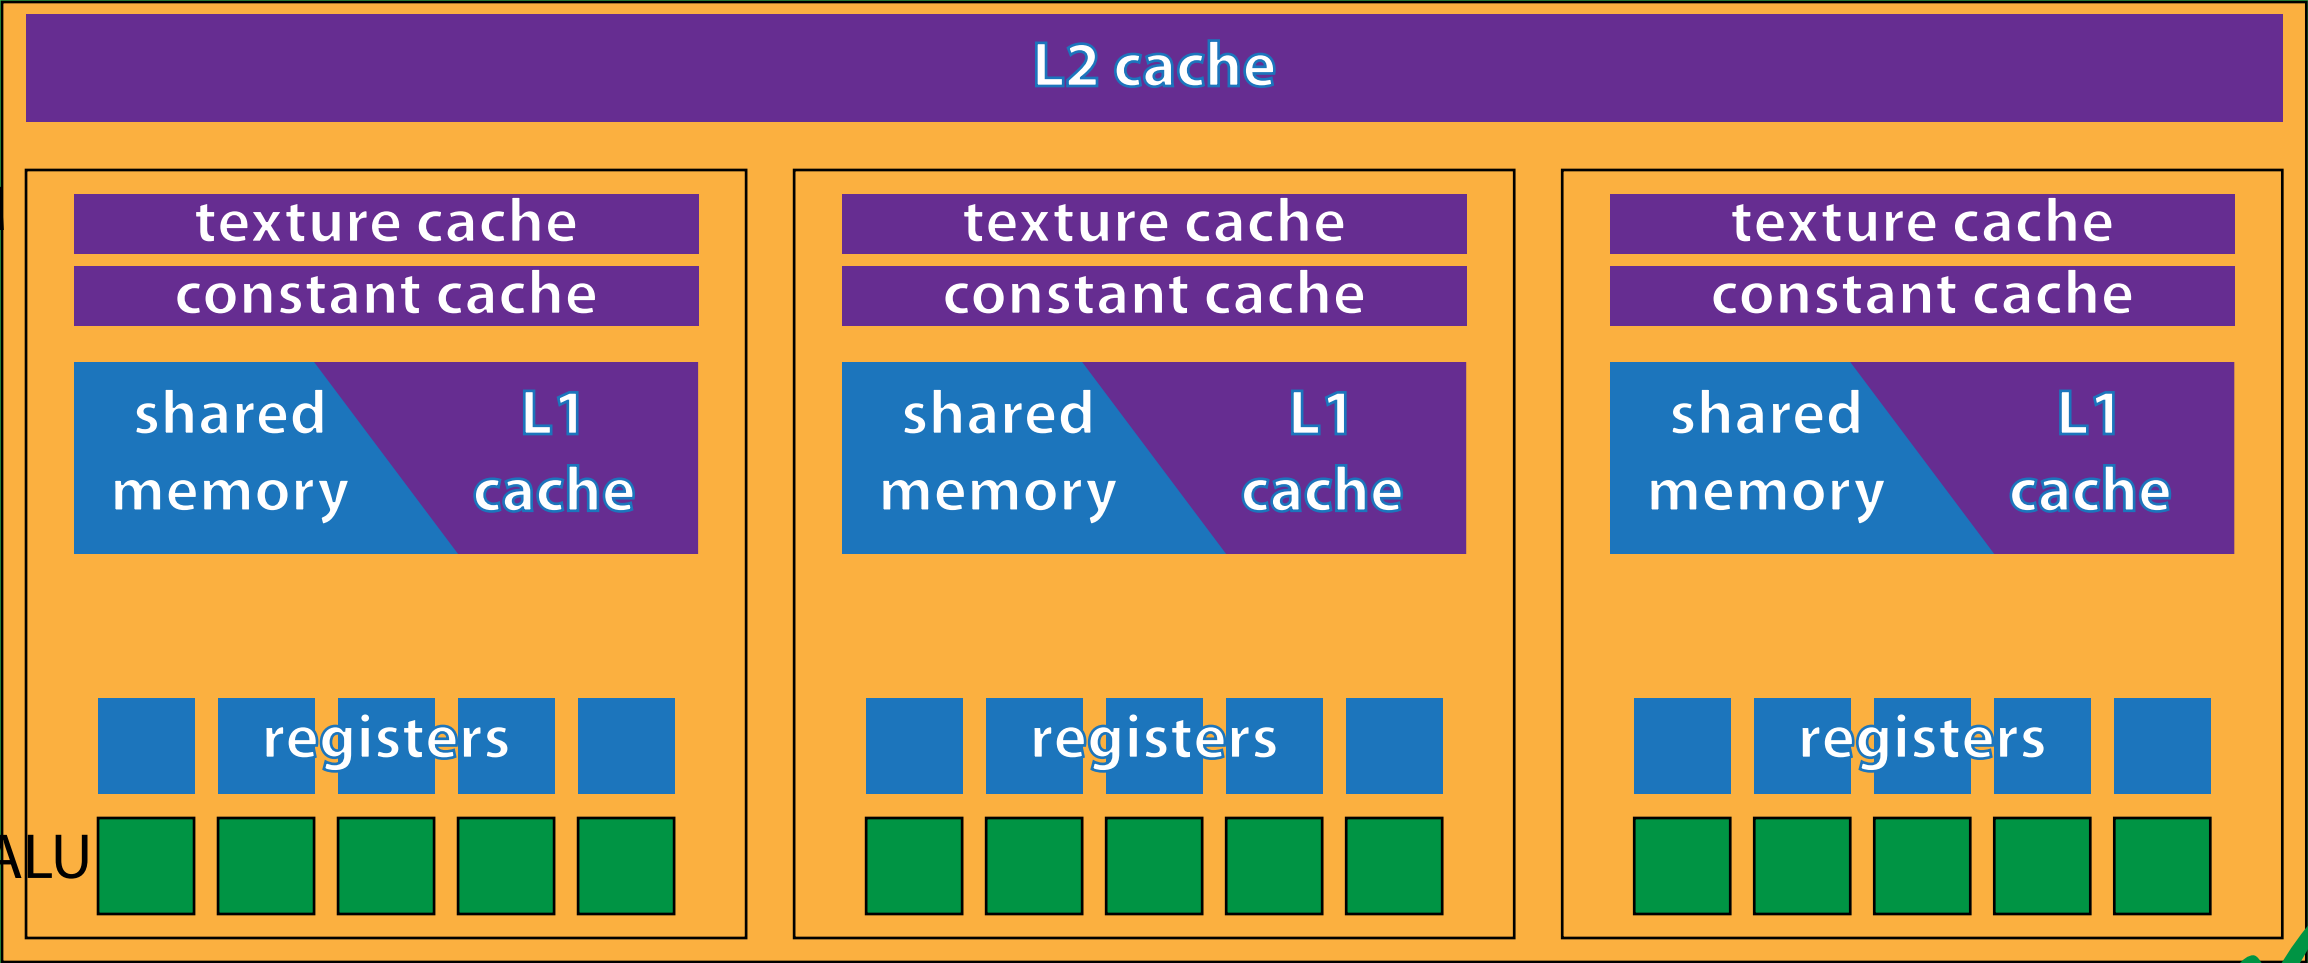 L2 cache
texture cache
constant cache
shared
memory
L1
cache
registers
ALU
texture cache
constant cache
shared
memory
L1
cache
registers
texture cache
constant cache
shared
memory
L1
cache
registers